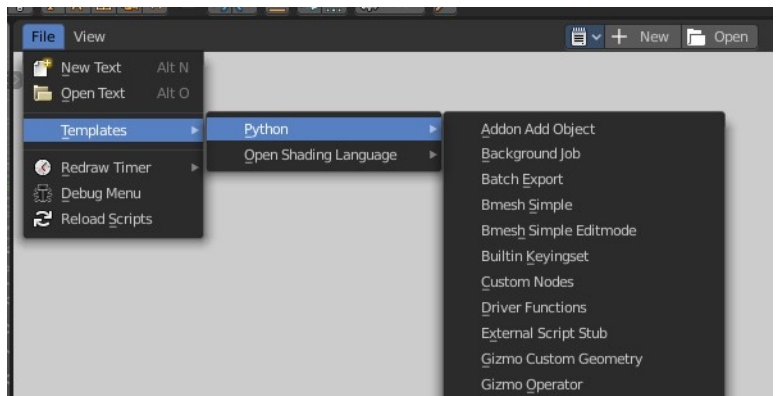 File View New Open
New Text Alt N
Open Text Alt O
Templates
Redraw Timer
Debug Menu
Reload Scripts
Python
Open Shading Language
Addon Add Object
Background Job
Batch Export
Bmesh Simple
Bmesh Simple Editmode
Builtin Keyingset
Custom Nodes
Driver Functions
External Script Stub
Gizmo Custom Geometry
Gizmo Operator